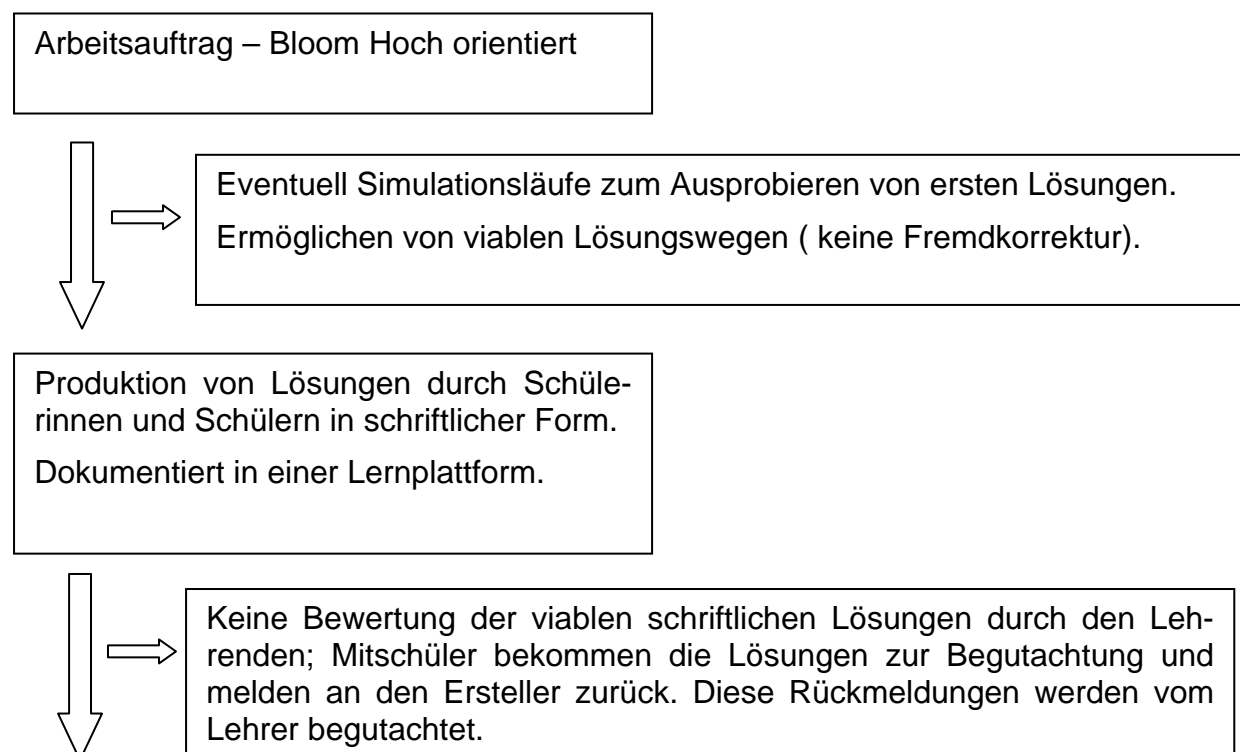 Arbeitsauftrag – Bloom Hoch orientiert
Eventuell Simulationsläufe zum Ausprobieren von ersten Lösungen.
Ermöglichen von viablen Lösungswegen ( keine Fremdkorrektur).
Produktion von Lösungen durch Schüle-
rinnen und Schülern in schriftlicher Form.
Dokumentiert in einer Lernplattform.
Keine Bewertung der viablen schriftlichen Lösungen durch den Leh-
renden; Mitschüler bekommen die Lösungen zur Begutachtung und
melden an den Ersteller zurück. Diese Rückmeldungen werden vom
Lehrer begutachtet.